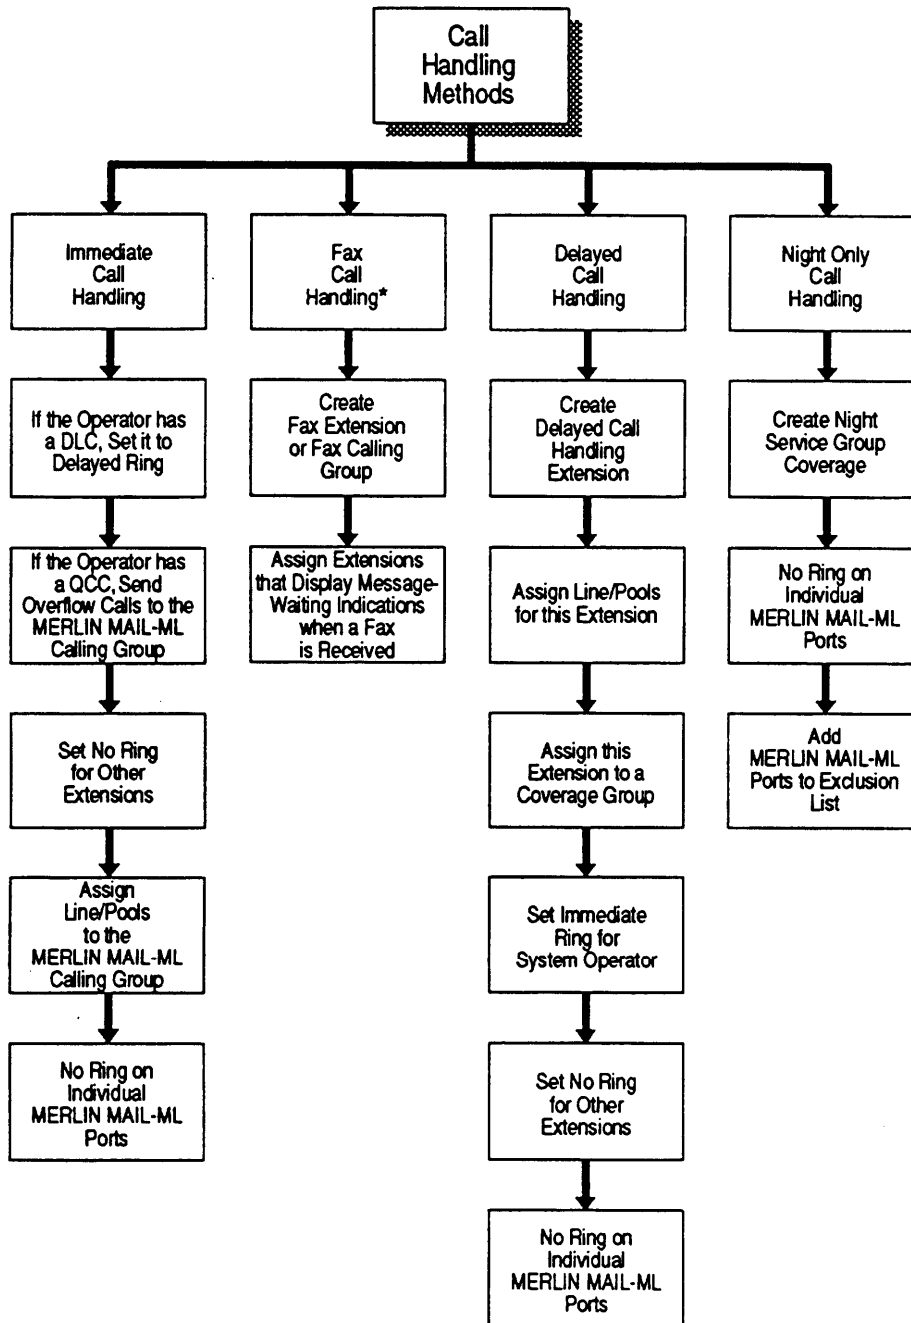 Call
Handling
Methods
Immediate
Call
Handling
If the Operator has
a DLC, Set it to
Delayed Ring
If the Operator has
a QCC, Send
Overflow Calls to the
MERLIN MAIL-ML
Calling Group
Set No Ring
for Other
Extensions
Assign
Line/Pools
to the
MERLIN MAIL-ML
Calling Group
No Ring on
Individual
MERLIN MAIL-ML
Ports
Fax
Call
Handling*
Create
Fax Extension
or Fax Calling
Group
Assign Extensions
that Display Message-
Waiting Indications
when a Fax
is Received
Delayed
Call
Handling
Create
Delayed Call
Handling
Extension
Assign Line/Pools
for this Extension
Assign this
Extension to a
Coverage Group
Set Immediate
Ring for
System Operator
Set No Ring
for Other
Extensions
No Ring on
Individual
MERLIN MAIL-ML
Ports
Night Only
Call
Handling
Create Night
Service Group
Coverage
No Ring on
Individual
MERLIN MAIL-ML
Ports
Add
MERLIN MAIL-ML
Ports to Exclusion
List